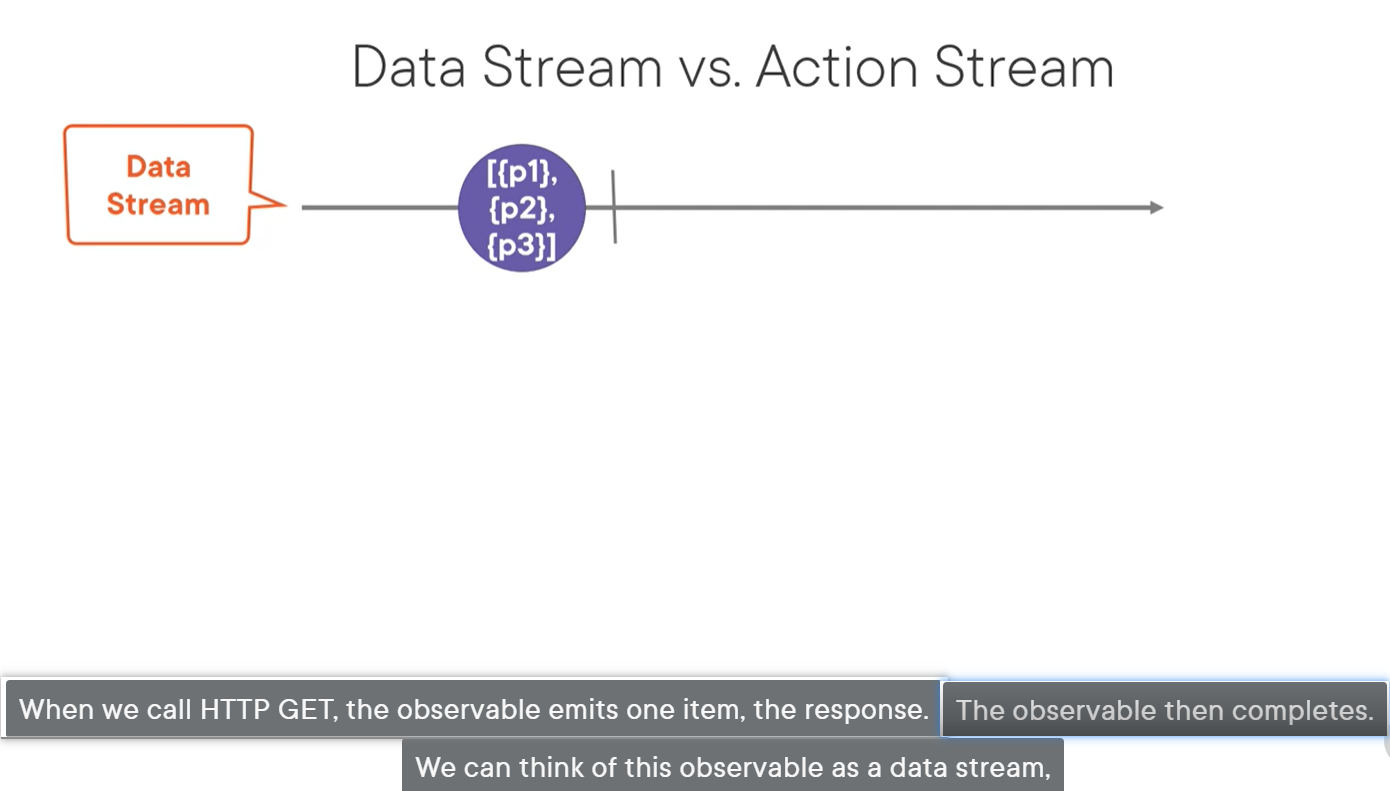 Data Stream vs. Action Stream
Data
Stream
[{p1},
{p2},
{p3}]
When we call HTTP GET, the observable emits one item, the response. The observable then completes.
We can think of this observable as a data stream,